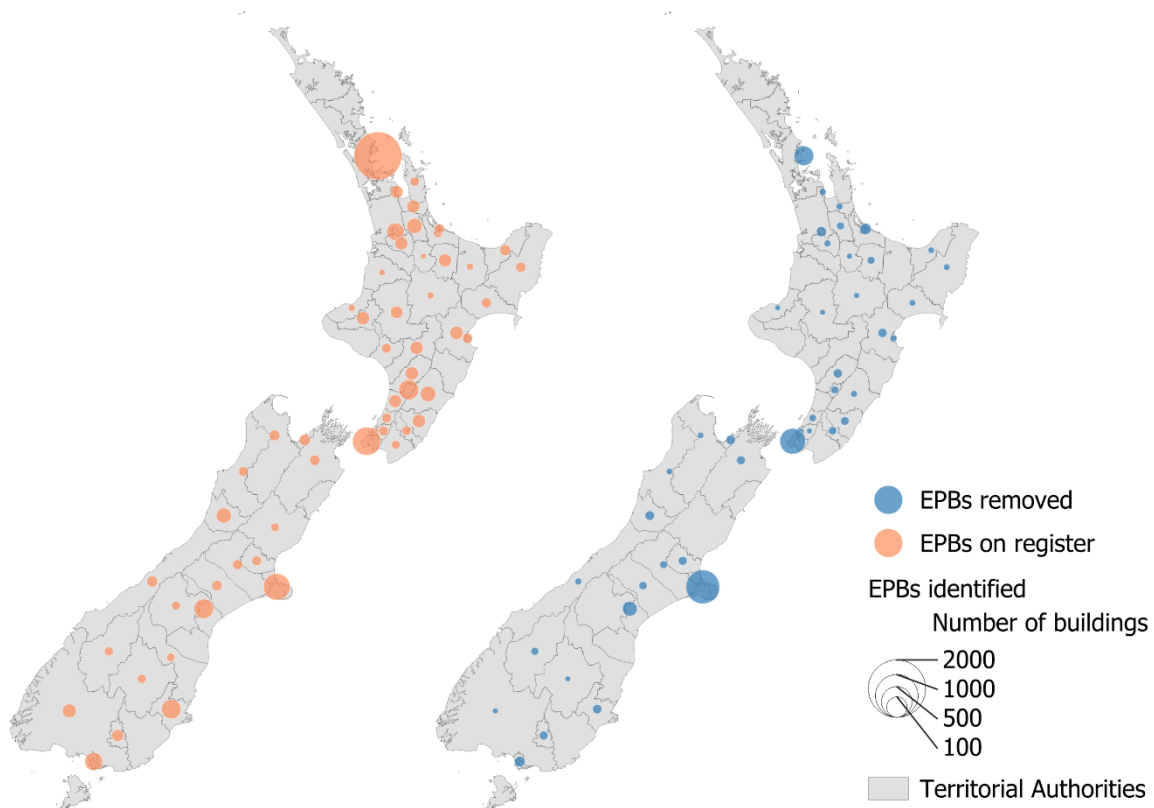 EPBs removed
EPBs on register
EPBs identified
Number of buildings
2000
1000
500
100
Territorial Authorities